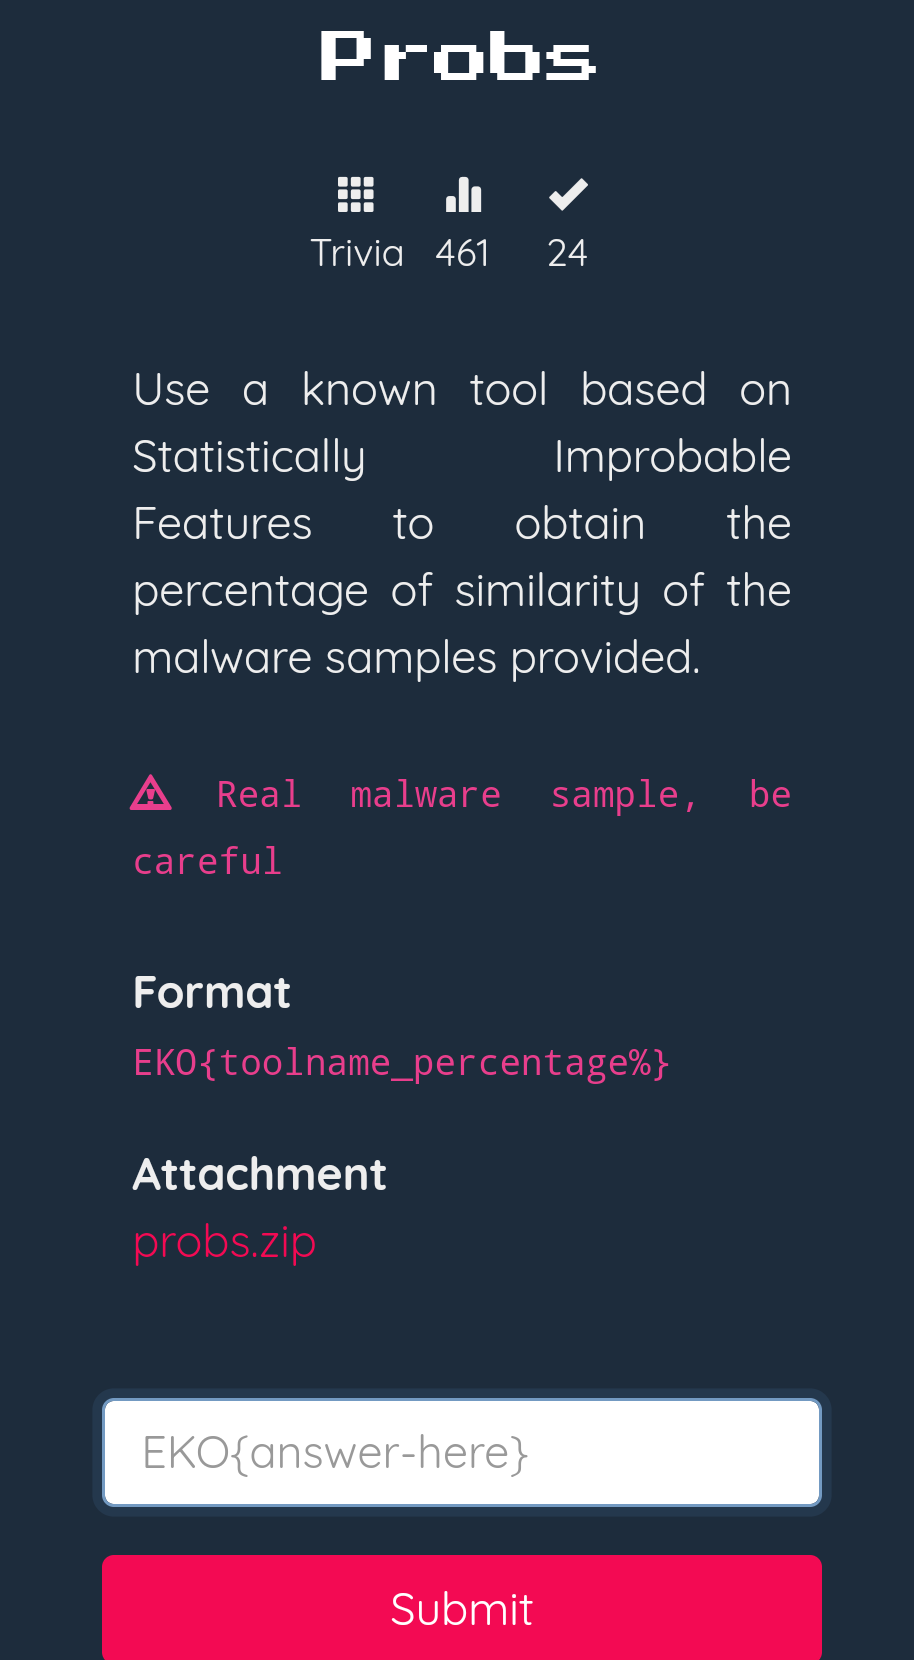 Probs
Trivia 461 24
Use a known tool based on
Statistically Improbable
Features to obtain the
percentage of similarity of the
malware samples provided.
Real malware sample, be
careful
Format
EKO{toolname_percentage%}
Attachment
probs.zip
EKO{answer-here}
Submit